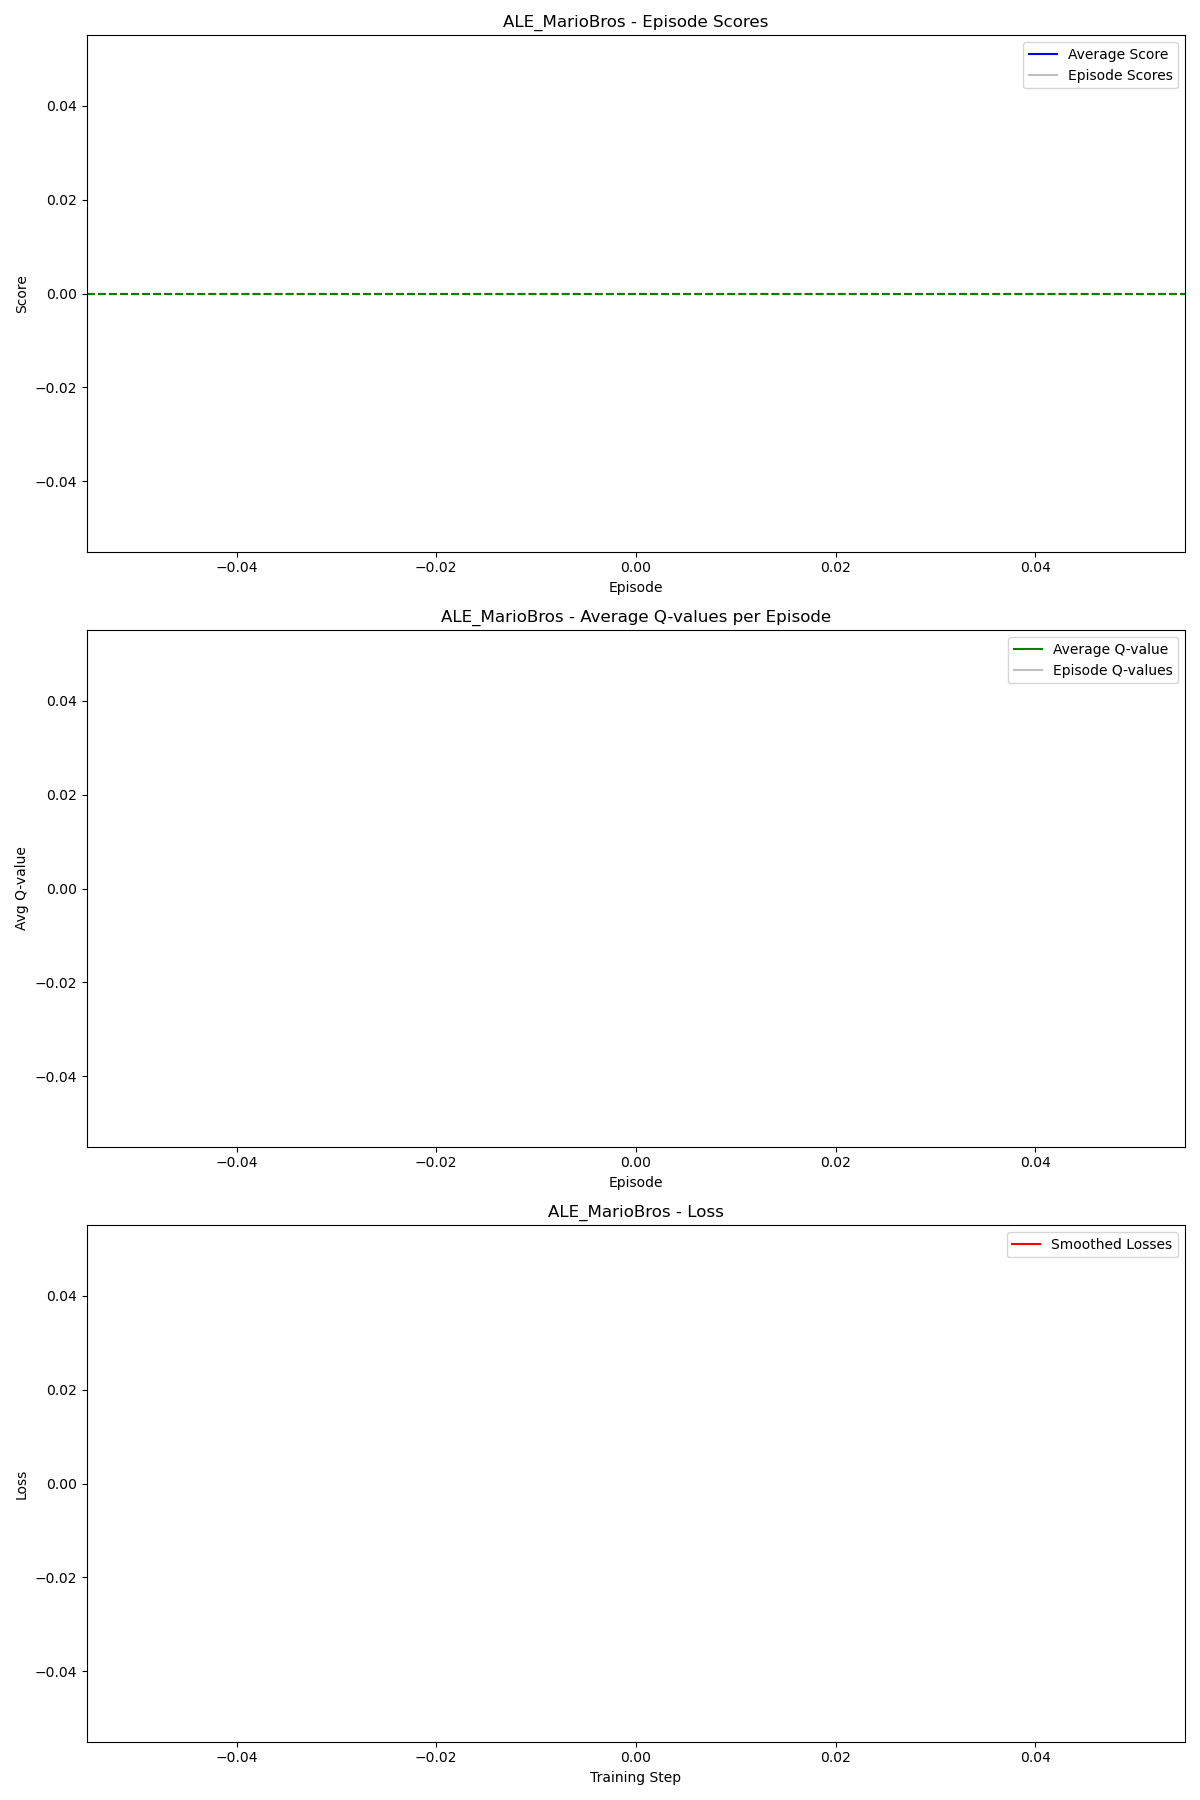 ALE_MarioBros - Episode Scores
Average Score
Episode Scores
0.04
0.02
0.00
−0.02
−0.04
Score
−0.04 −0.02 0.00 0.02 0.04
Episode
ALE_MarioBros - Average Q-values per Episode
Average Q-value
Episode Q-values
0.04
0.02
0.00
−0.02
−0.04
Avg Q-value
−0.04 −0.02 0.00 0.02 0.04
Episode
ALE_MarioBros - Loss
Smoothed Losses
0.04
0.02
0.00
−0.02
−0.04
Loss
−0.04 −0.02 0.00 0.02 0.04
Training Step